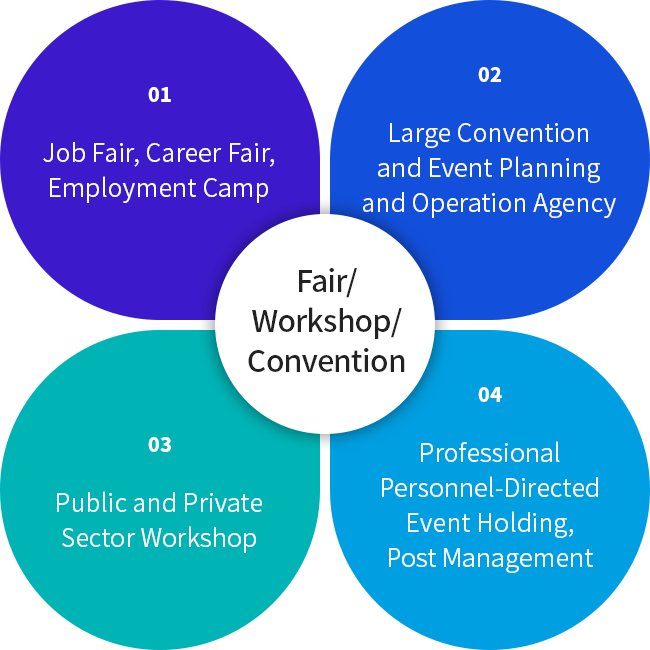 01
Job Fair, Career Fair,
Employment Camp
02
Large Convention
and Event Planning
and Operation Agency
Fair/
Workshop/
Convention
03
Public and Private
Sector Workshop
04
Professional
Personnel-Directed
Event Holding,
Post Management